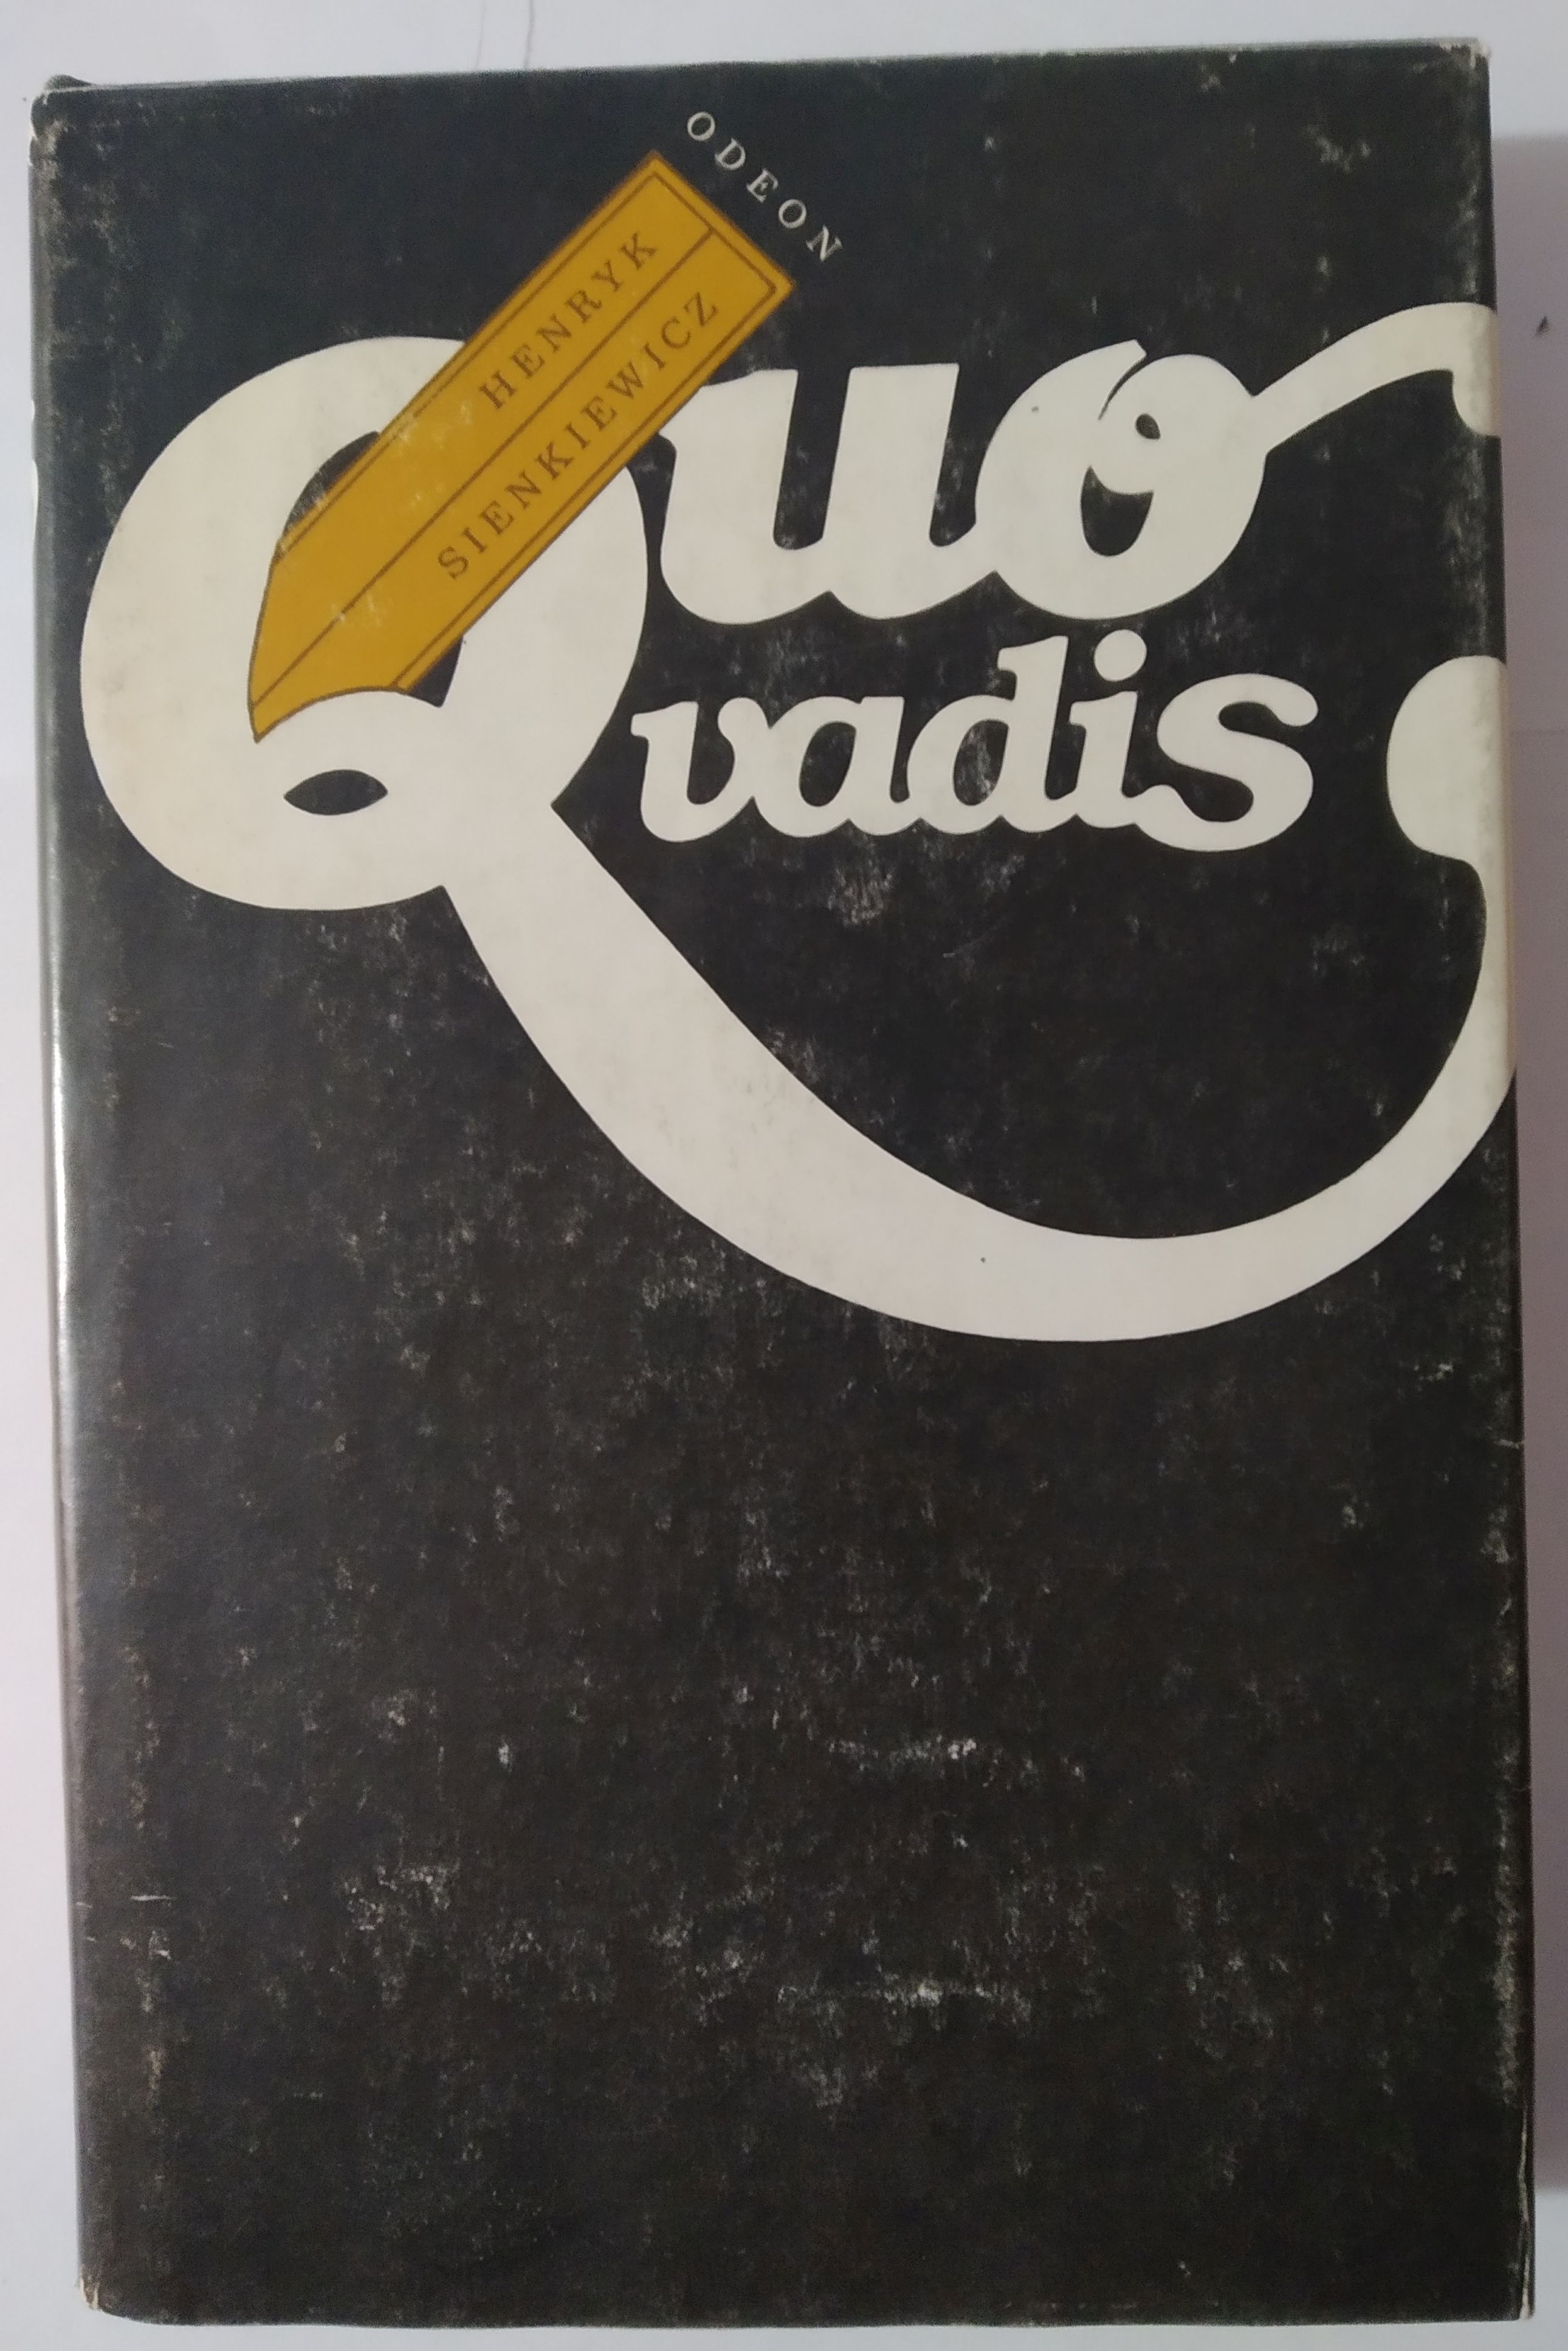 ODEON
HENRYK
SIENKIEWICZ
Quo
vadis